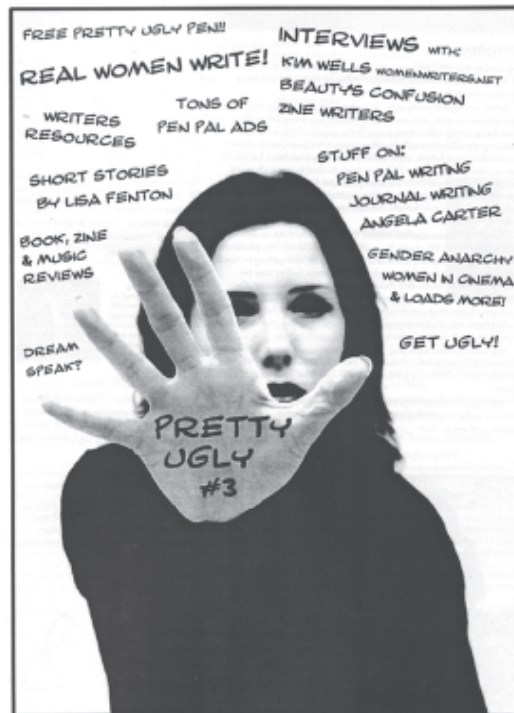 FREE PRETTY UGLY PEN!!
REAL WOMEN WRITE!
WRITERS
RESOURCES
TONS OF
PEN PAL ADS
SHORT STORIES
BY LISA FENTON
BOOK, ZINE
& MUSIC
REVIEWS
DREAM
SPEAK?
INTERVIEWS WITH:
KIM WELLS WOMENWRITERS.NET
BEAUTYS CONFUSION
ZINE WRITERS
STUFF ON:
PEN PAL WRITING
JOURNAL WRITING
ANGELA CARTER
GENDER ANARCHY
WOMEN IN CINEMA
& LOADS MORE!
GET UGLY!
PRETTY
UGLY
#3